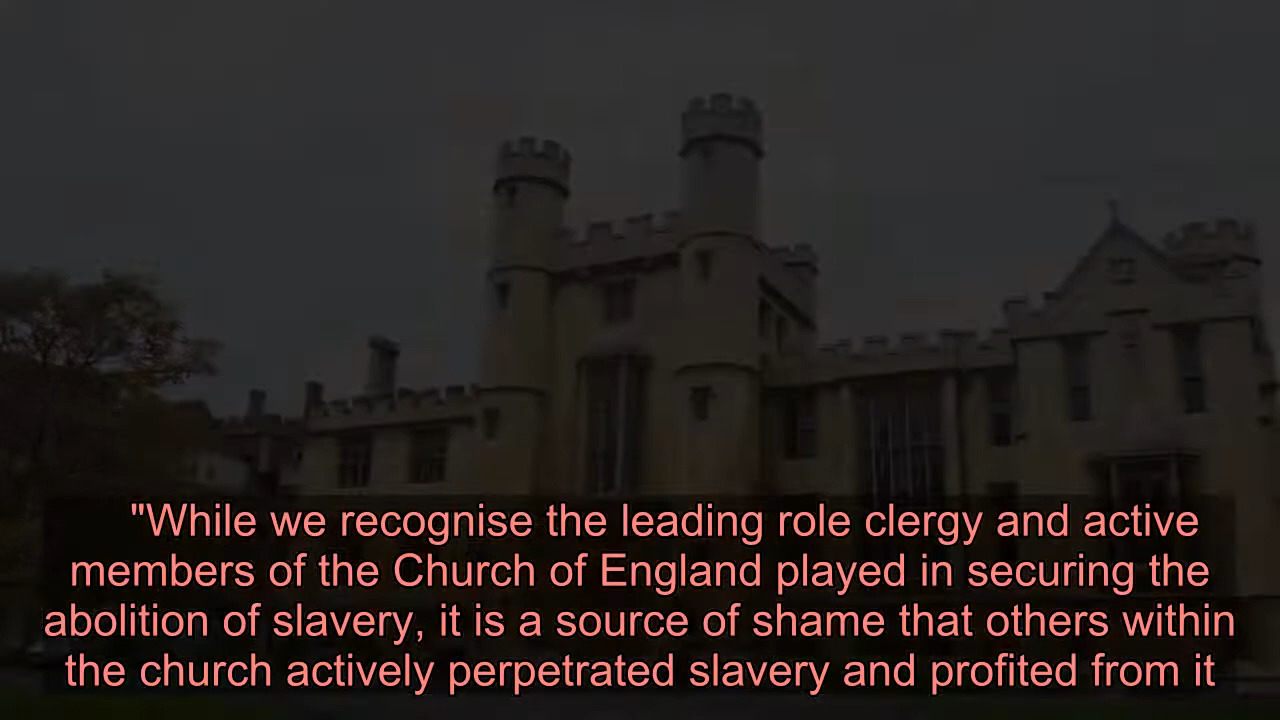 "While we recognise the leading role clergy and active
members of the Church of England played in securing the
abolition of slavery, it is a source of shame that others within
the church actively perpetrated slavery and profited from it